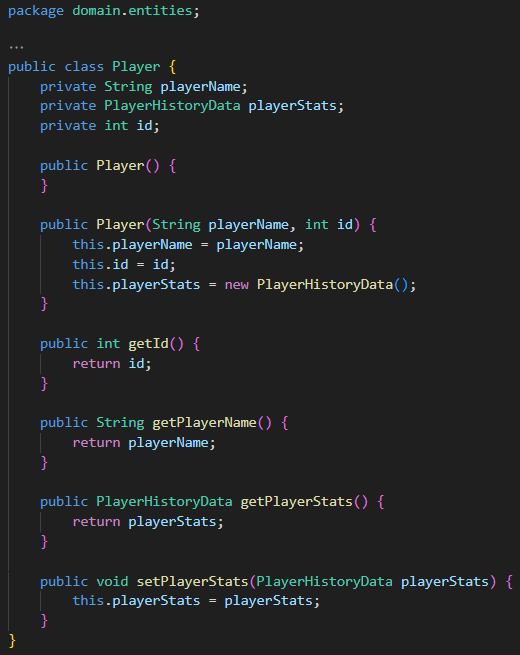 package domain.entities;
...
public class Player {
    private String playerName;
    private PlayerHistoryData playerStats;
    private int id;

    public Player() {
    }

    public Player(String playerName, int id) {
        this.playerName = playerName;
        this.id = id;
        this.playerStats = new PlayerHistoryData();
    }

    public int getId() {
        return id;
    }

    public String getPlayerName() {
        return playerName;
    }

    public PlayerHistoryData getPlayerStats() {
        return playerStats;
    }

    public void setPlayerStats(PlayerHistoryData playerStats) {
        this.playerStats = playerStats;
    }
}